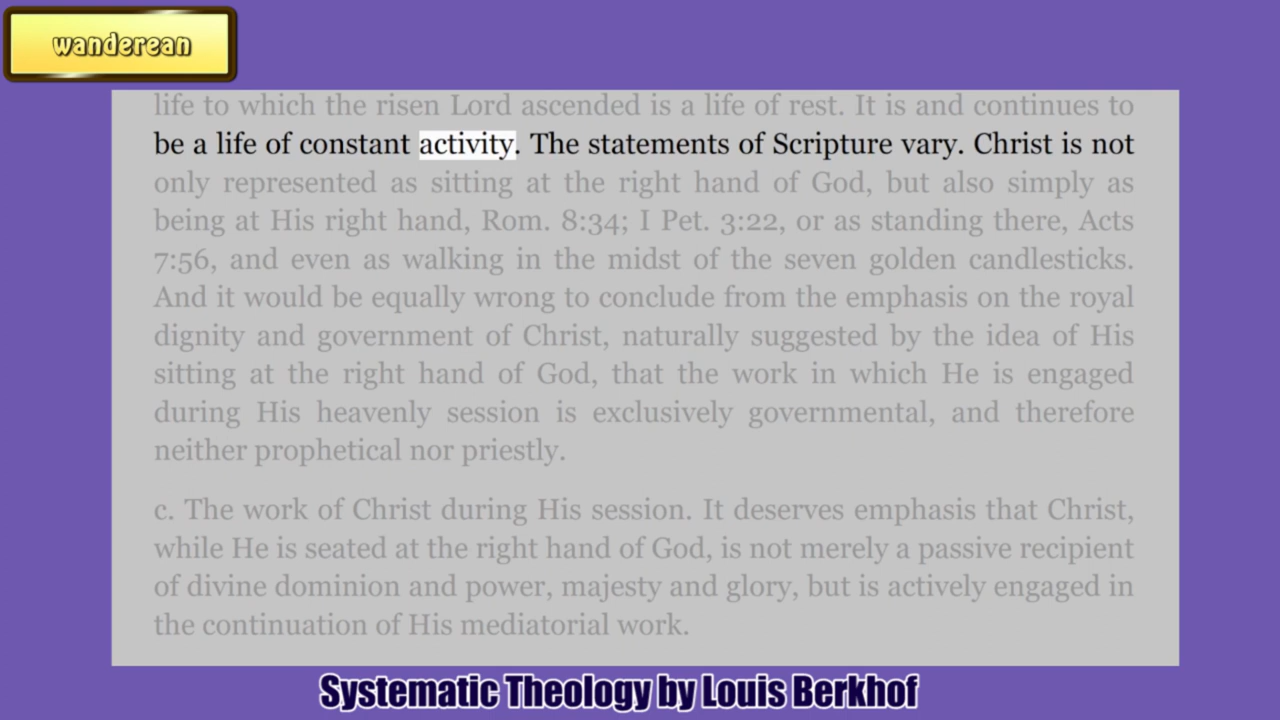 wanderean
life to which the risen Lord ascended is a life of rest. It is and continues to
be a life of constant activity. The statements of Scripture vary. Christ is not
only represented as sitting at the right hand of God, but also simply as
being at His right hand, Rom. 8:34; I Pet. 3:22, or as standing there, Acts
7:56, and even as walking in the midst of the seven golden candlesticks.
And it would be equally wrong to conclude from the emphasis on the royal
dignity and government of Christ, naturally suggested by the idea of His
sitting at the right hand of God, that the work in which He is engaged
during His heavenly session is exclusively governmental, and therefore
neither prophetical nor priestly.
c. The work of Christ during His session. It deserves emphasis that Christ,
while He is seated at the right hand of God, is not merely a passive recipient
of divine dominion and power, majesty and glory, but is actively engaged in
the continuation of His mediatorial work.
Systematic Theology by Louis Berkhof